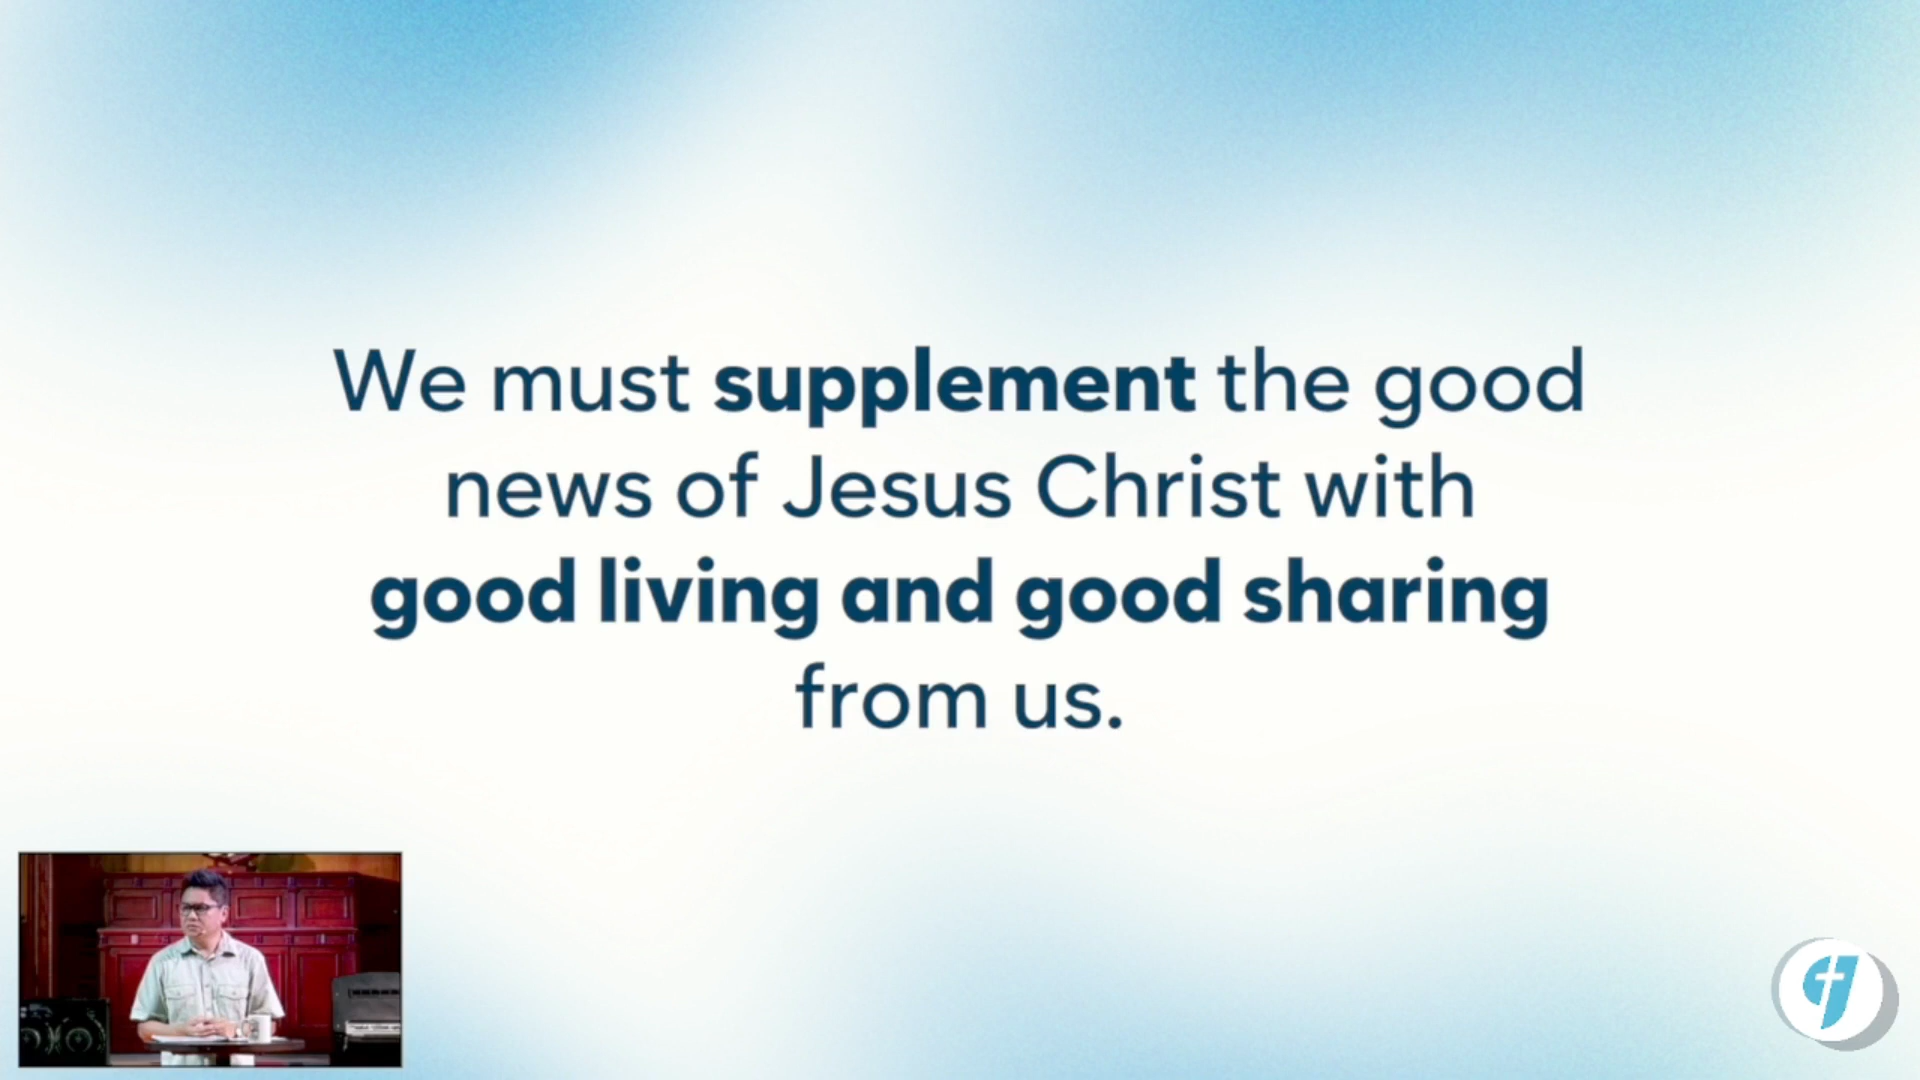 We must supplement the good
news of Jesus Christ with
good living and good sharing
from us.